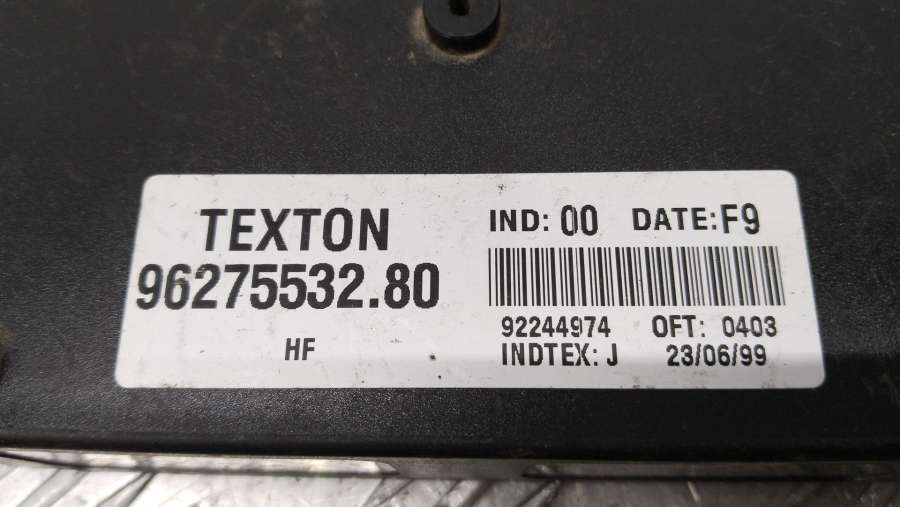 TEXTON
96275532.80
HF
IND: 00 DATE: F9
92244974 OFT: 0403
INDTEX: J 23/06/99